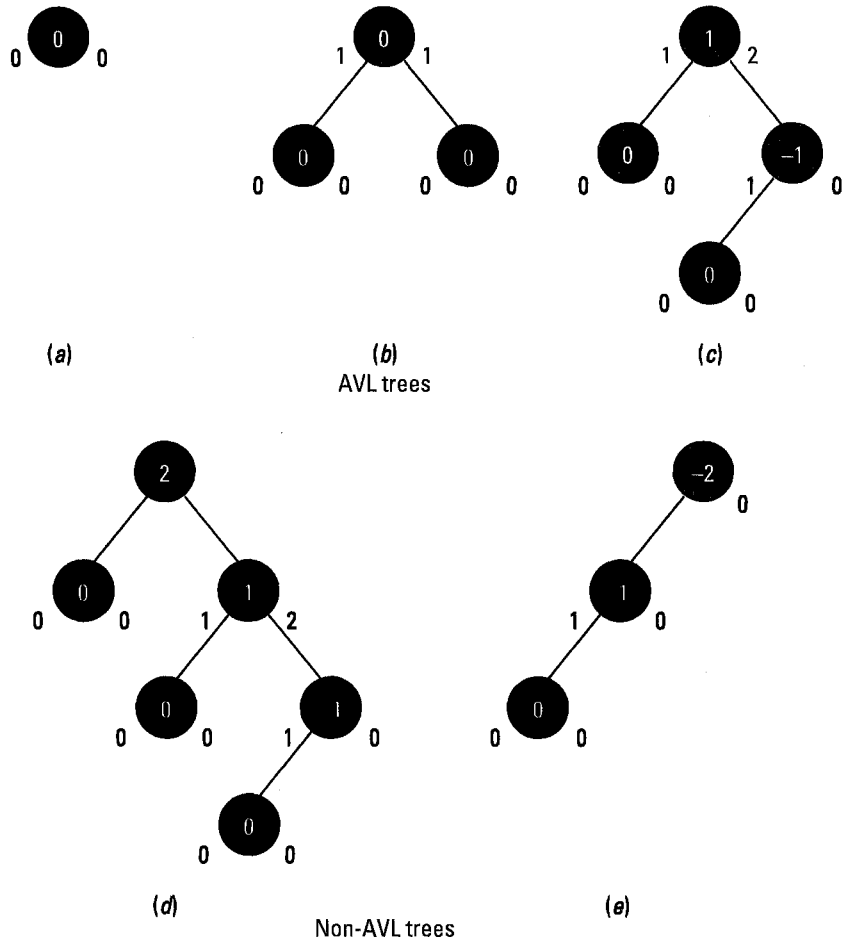 0 0 0
1 0 1
0 0 0 0 0 0
1 1 2
0 0 0 1 –1 0
0 0 0
(a) (b) (c)
AVL trees
2
–2 0
0 0 0 1 1 2
1 1 0
0 0 0 1 1 0
0 0 0
0 0 0
(d) (e)
Non-AVL trees